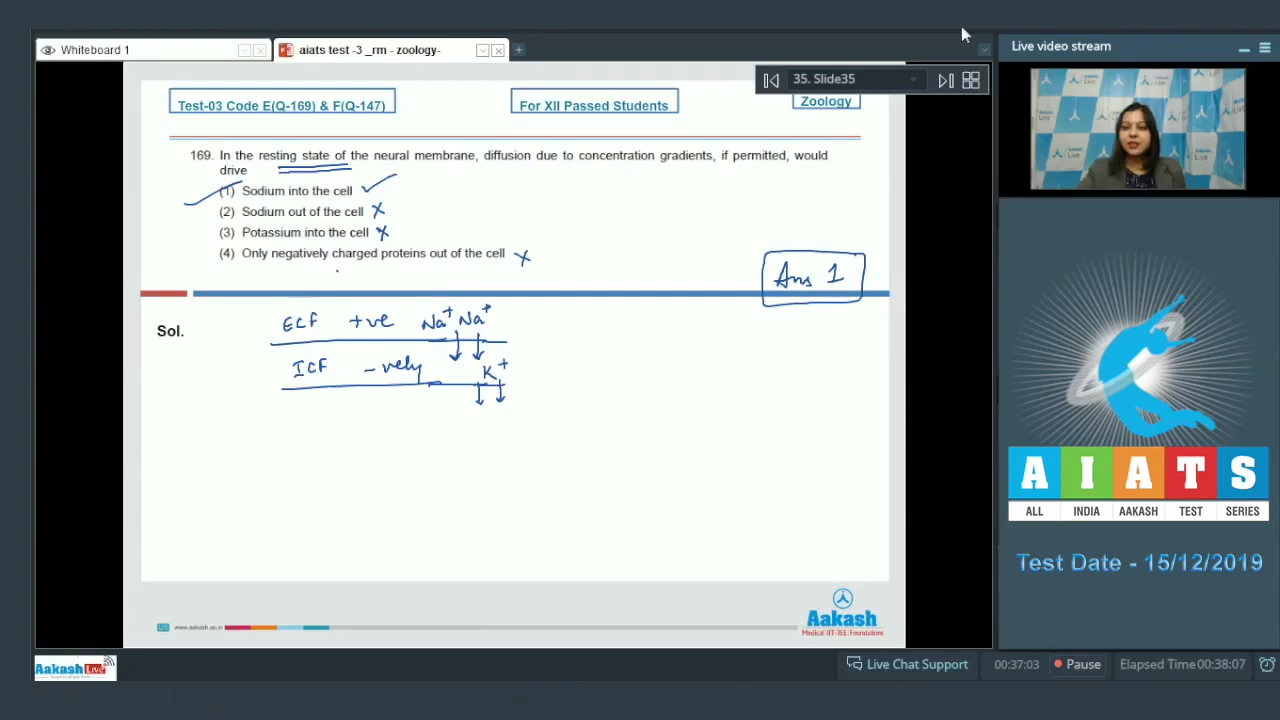 Whiteboard 1
aiats test -3 _rm - zoology-
Live video stream
35. Slide35
Test-03 Code E(Q-169) & F(Q-147)
For XII Passed Students
Zoology
169. In the resting state of the neural membrane, diffusion due to concentration gradients, if permitted, would
drive
(1) Sodium into the cell
(2) Sodium out of the cell
(3) Potassium into the cell
(4) Only negatively charged proteins out of the cell
Ans 1
Sol.
ECF +ve Na+ Na+
ICF - vely K+
AIATS
ALL INDIA AAKASH TEST SERIES
Test Date - 15/12/2019
www.aakash.ac.in
Aakash
Medical IIT-JEE Foundations
Aakash Live
Live Chat Support
00:37:03
Pause
Elapsed Time 00:38:07